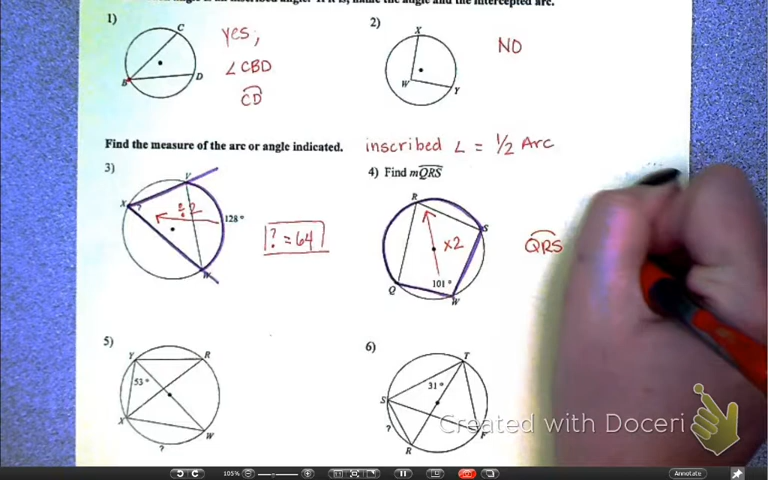 1)
C
B
D
yes;
∠CBD
CD
2)
X
W
Y
NO
Find the measure of the arc or angle indicated.
inscribed ∠ = 1/2 Arc
3)
V
X
?
÷2
128°
W
? = 64
4) Find mQRS
R
S
x2
101°
Q
W
QRS
5)
Y
R
53°
X
W
?
6)
T
31°
S
?
R
F
Created with Doceri
105%
Annotate